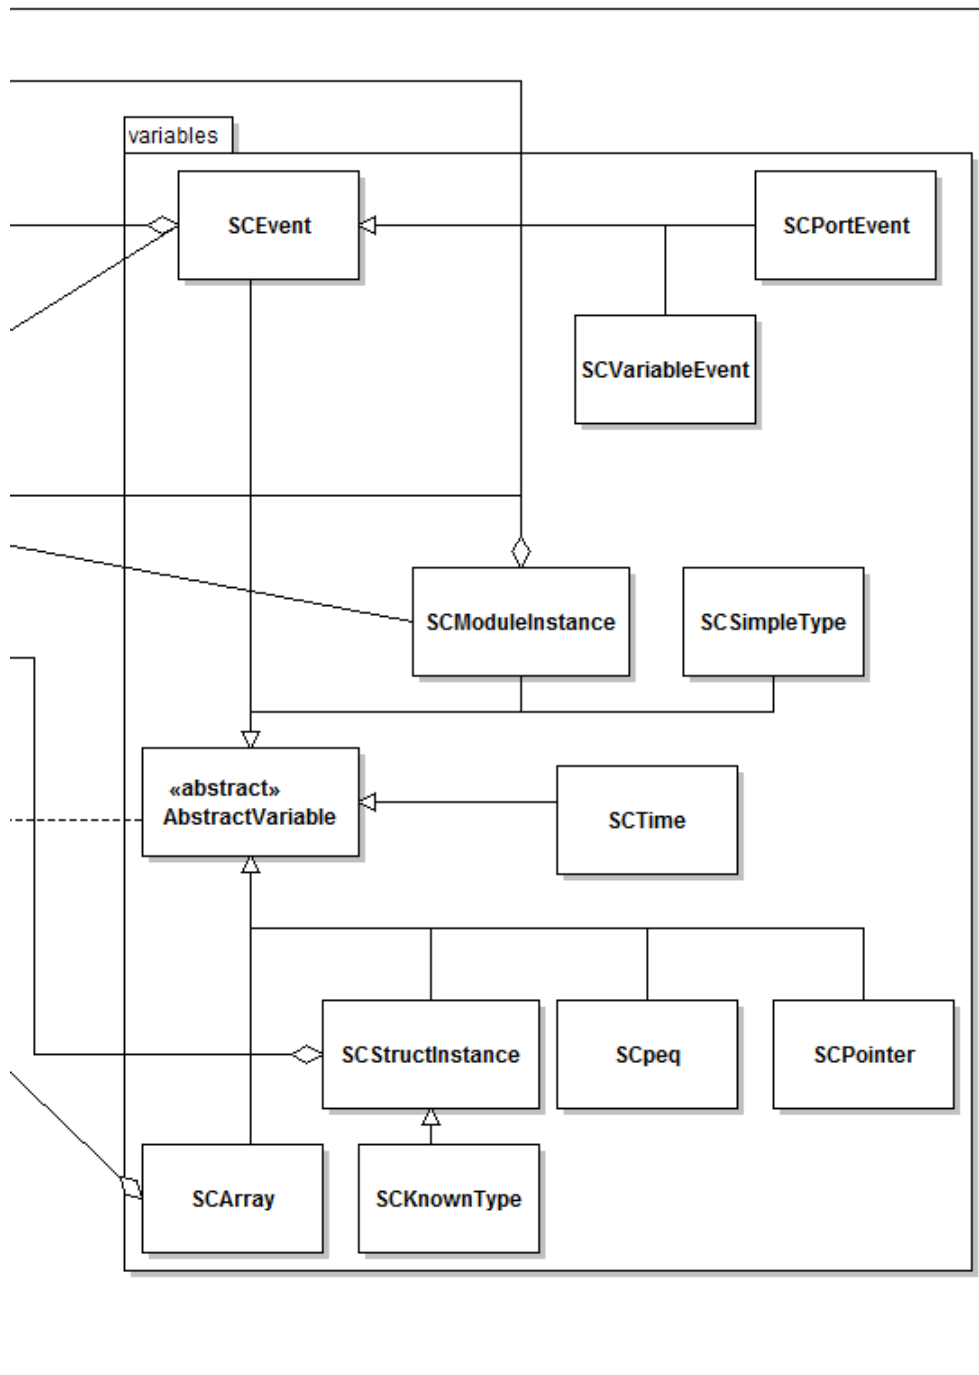 variables
SCEvent
SCPortEvent
SCVariableEvent
SCModuleInstance
SCSimpleType
«abstract»
AbstractVariable
SCTime
SCStructInstance
SCpeq
SCPointer
SCArray
SCKnownType